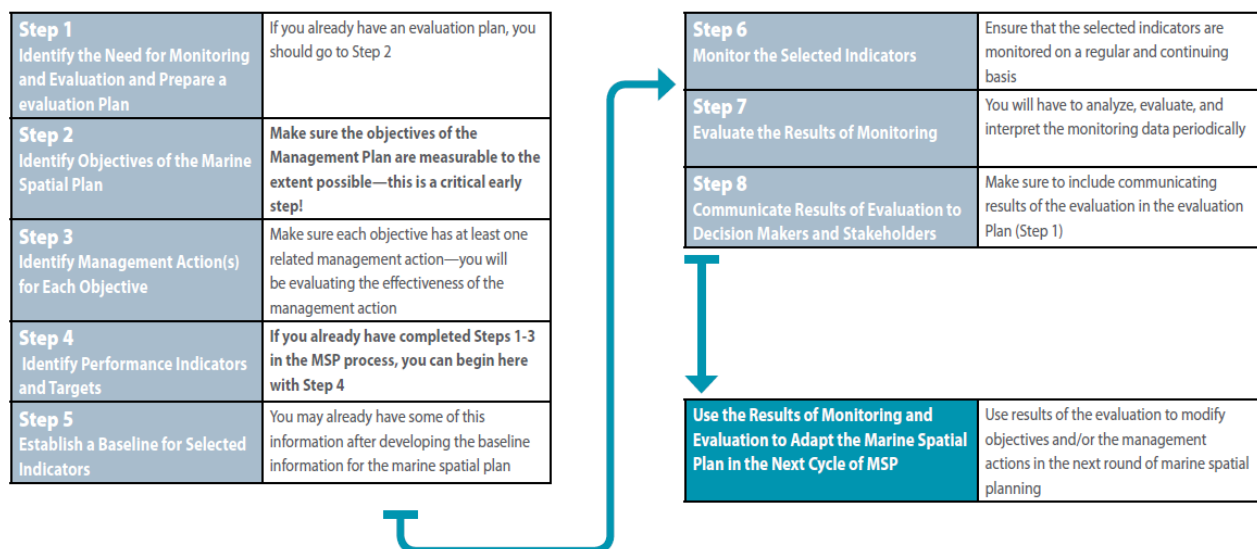 Step 1
Identify the Need for Monitoring
and Evaluation and Prepare a
evaluation Plan
If you already have an evaluation plan, you
should go to Step 2
Step 2
Identify Objectives of the Marine
Spatial Plan
Make sure the objectives of the
Management Plan are measurable to the
extent possible—this is a critical early
step!
Step 3
Identify Management Action(s)
for Each Objective
Make sure each objective has at least one
related management action—you will
be evaluating the effectiveness of the
management action
Step 4
Identify Performance Indicators
and Targets
If you already have completed Steps 1-3
in the MSP process, you can begin here
with Step 4
Step 5
Establish a Baseline for Selected
Indicators
You may already have some of this
information after developing the baseline
information for the marine spatial plan
Step 6
Monitor the Selected Indicators
Ensure that the selected indicators are
monitored on a regular and continuing
basis
Step 7
Evaluate the Results of Monitoring
You will have to analyze, evaluate, and
interpret the monitoring data periodically
Step 8
Communicate Results of Evaluation to
Decision Makers and Stakeholders
Make sure to include communicating
results of the evaluation in the evaluation
Plan (Step 1)
Use the Results of Monitoring and
Evaluation to Adapt the Marine Spatial
Plan in the Next Cycle of MSP
Use results of the evaluation to modify
objectives and/or the management
actions in the next round of marine spatial
planning